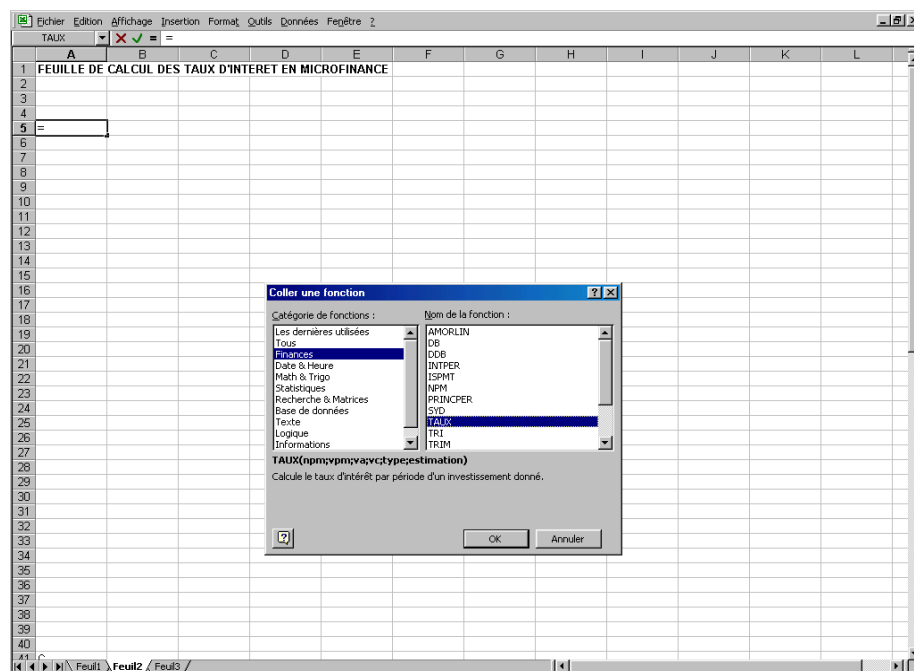 Fichier Edition Affichage Insertion Format Outils Données Fenêtre ?
TAUX = =
A B C D E F G H I J K L
1 FEUILLE DE CALCUL DES TAUX D'INTERET EN MICROFINANCE
2
3
4
5 =
6
7
8
9
10
11
12
13
14
15
16
17
18
19
20
21
22
23
24
25
26
27
28
29
30
31
32
33
34
35
36
37
38
39
40
41
Coller une fonction
Catégorie de fonctions : Nom de la fonction :
Les dernières utilisées AMORLIN
Tous DB
Finances DDB
Date & Heure INTPER
Math & Trigo ISPMT
Statistiques NPM
Recherche & Matrices PRINCPER
Base de données SYD
Texte TAUX
Logique TRI
Informations TRIM
TAUX(npm;vpm;va;vc;type;estimation)
Calcule le taux d'intérêt par période d'un investissement donné.
OK Annuler
Feuil1 Feuil2 Feuil3